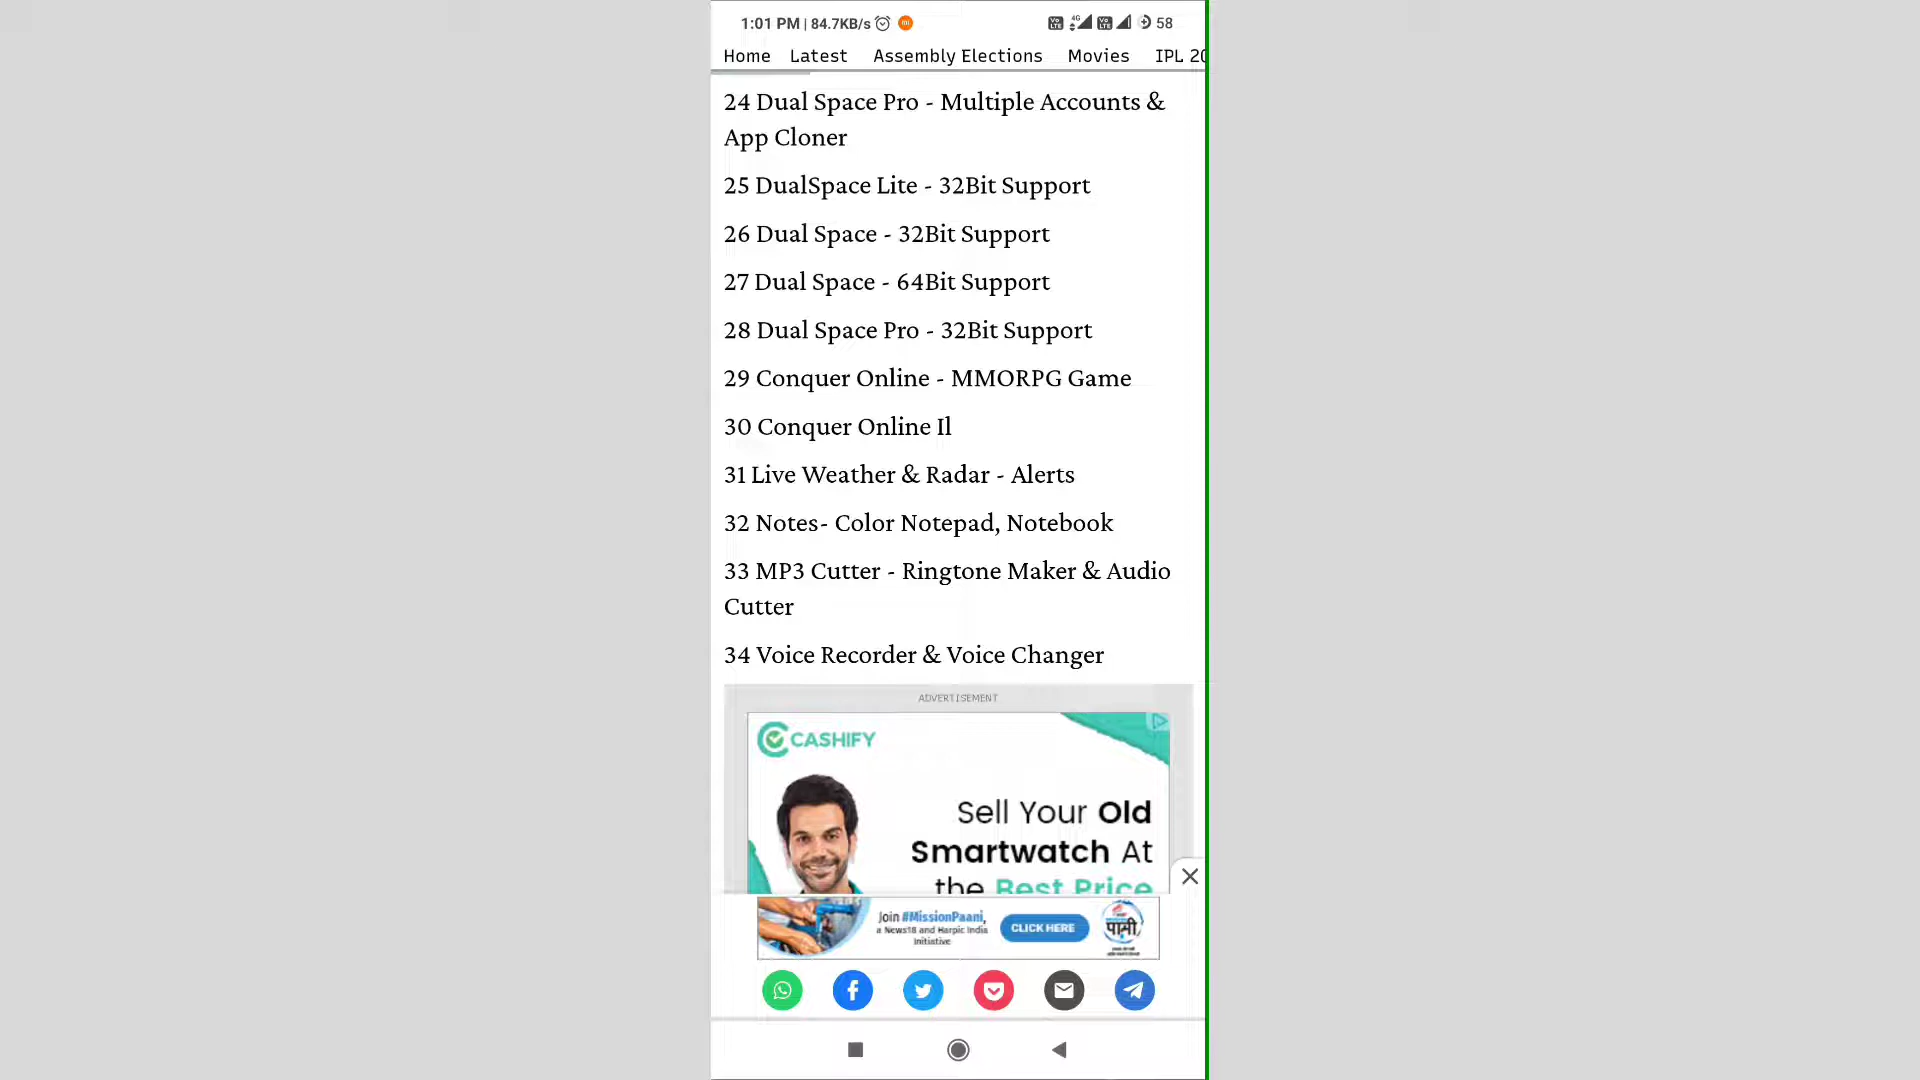 1:01 PM | 84.7KB/s 4G 58
Home Latest Assembly Elections Movies IPL 20
24 Dual Space Pro - Multiple Accounts &
App Cloner
25 DualSpace Lite - 32Bit Support
26 Dual Space - 32Bit Support
27 Dual Space - 64Bit Support
28 Dual Space Pro - 32Bit Support
29 Conquer Online - MMORPG Game
30 Conquer Online Il
31 Live Weather & Radar - Alerts
32 Notes- Color Notepad, Notebook
33 MP3 Cutter - Ringtone Maker & Audio
Cutter
34 Voice Recorder & Voice Changer
ADVERTISEMENT
CASHIFY
Sell Your Old
Smartwatch At
the Best Price
Join #MissionPaani,
a News18 and Harpic India
Initiative
CLICK HERE
पानी